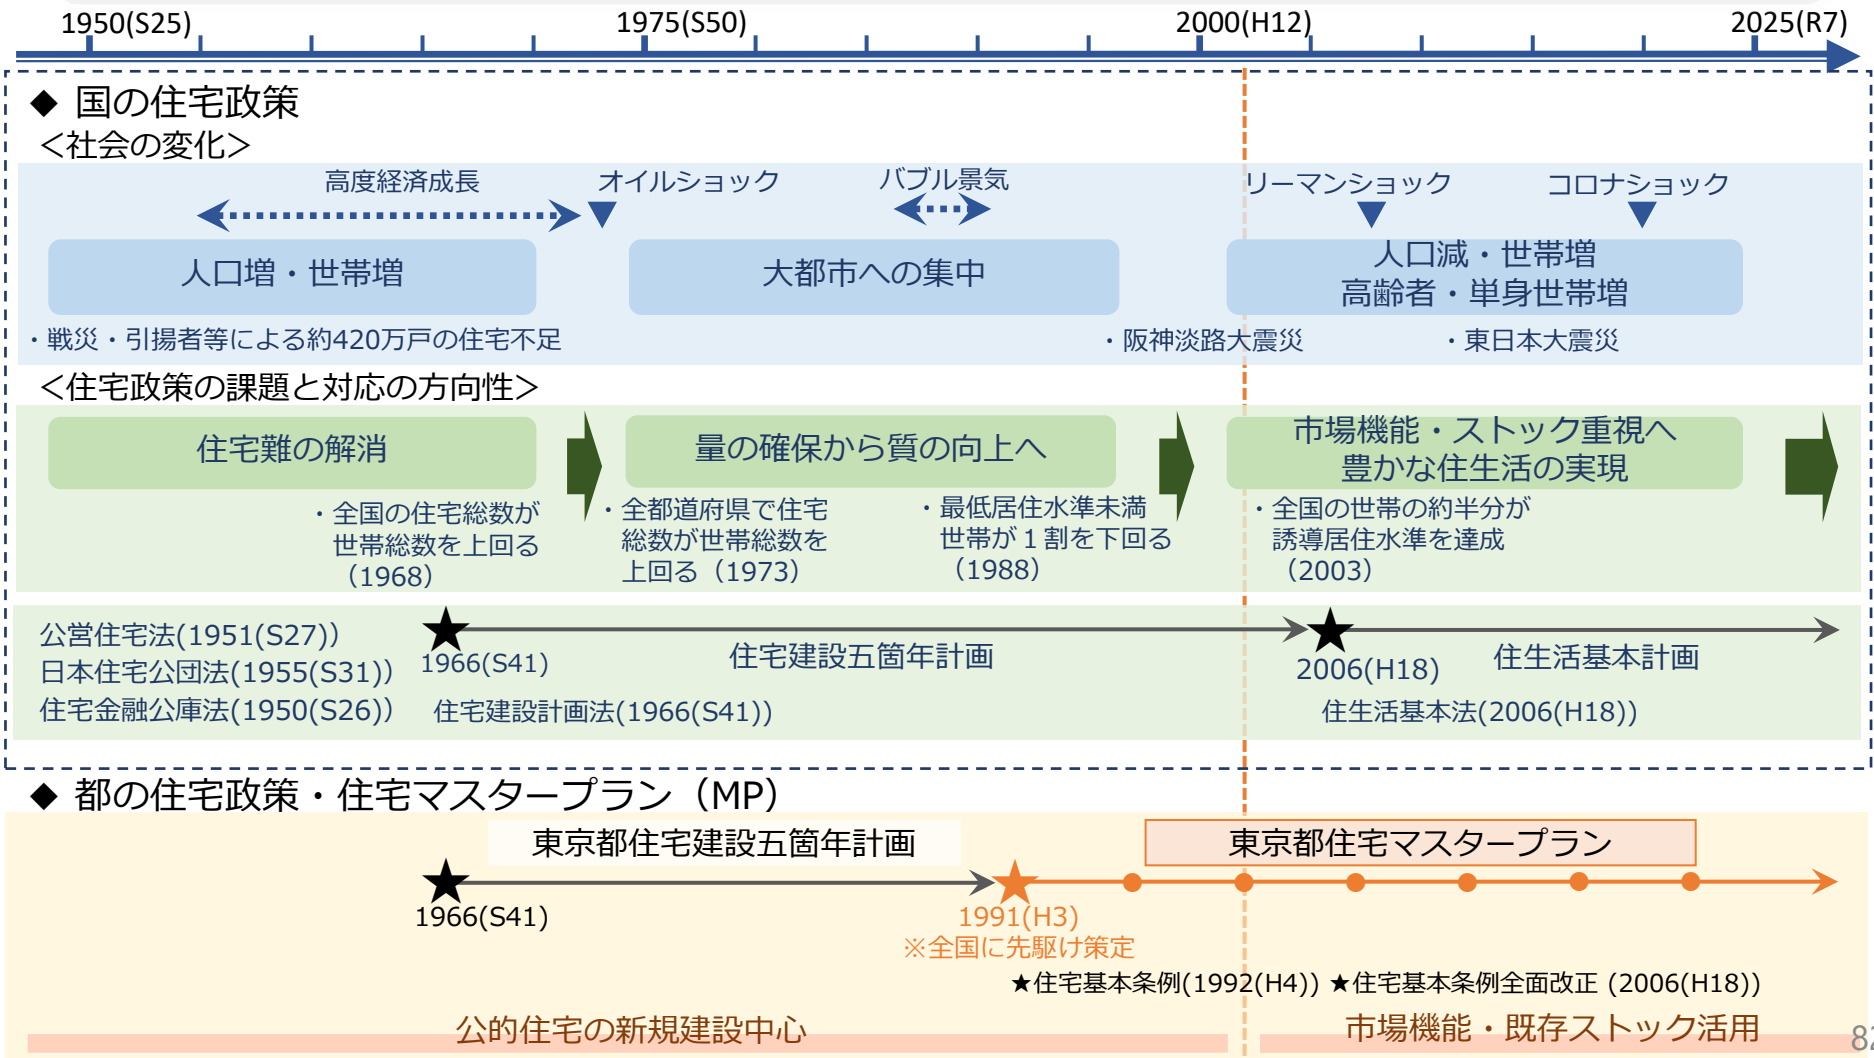 1950(S25)
1975(S50)
2000(H12)
2025(R7)
◆ 国の住宅政策
＜社会の変化＞
高度経済成長
オイルショック
バブル景気
リーマンショック
コロナショック
人口増・世帯増
大都市への集中
人口減・世帯増
高齢者・単身世帯増
・戦災・引揚者等による約420万戸の住宅不足
・阪神淡路大震災
・東日本大震災
＜住宅政策の課題と対応の方向性＞
住宅難の解消
量の確保から質の向上へ
市場機能・ストック重視へ
豊かな住生活の実現
・全国の住宅総数が
世帯総数を上回る
（1968）
・全都道府県で住宅
総数が世帯総数を
上回る（1973）
・最低居住水準未満
世帯が１割を下回る
（1988）
・全国の世帯の約半分が
誘導居住水準を達成
（2003）
公営住宅法(1951(S27))
日本住宅公団法(1955(S31))
住宅金融公庫法(1950(S26))
★
1966(S41)
住宅建設五箇年計画
住宅建設計画法(1966(S41))
★
2006(H18)
住生活基本計画
住生活基本法(2006(H18))
◆ 都の住宅政策・住宅マスタープラン（MP）
東京都住宅建設五箇年計画
東京都住宅マスタープラン
1966(S41)
1991(H3)
※全国に先駆け策定
★住宅基本条例(1992(H4)) ★住宅基本条例全面改正 (2006(H18))
公的住宅の新規建設中心
市場機能・既存ストック活用